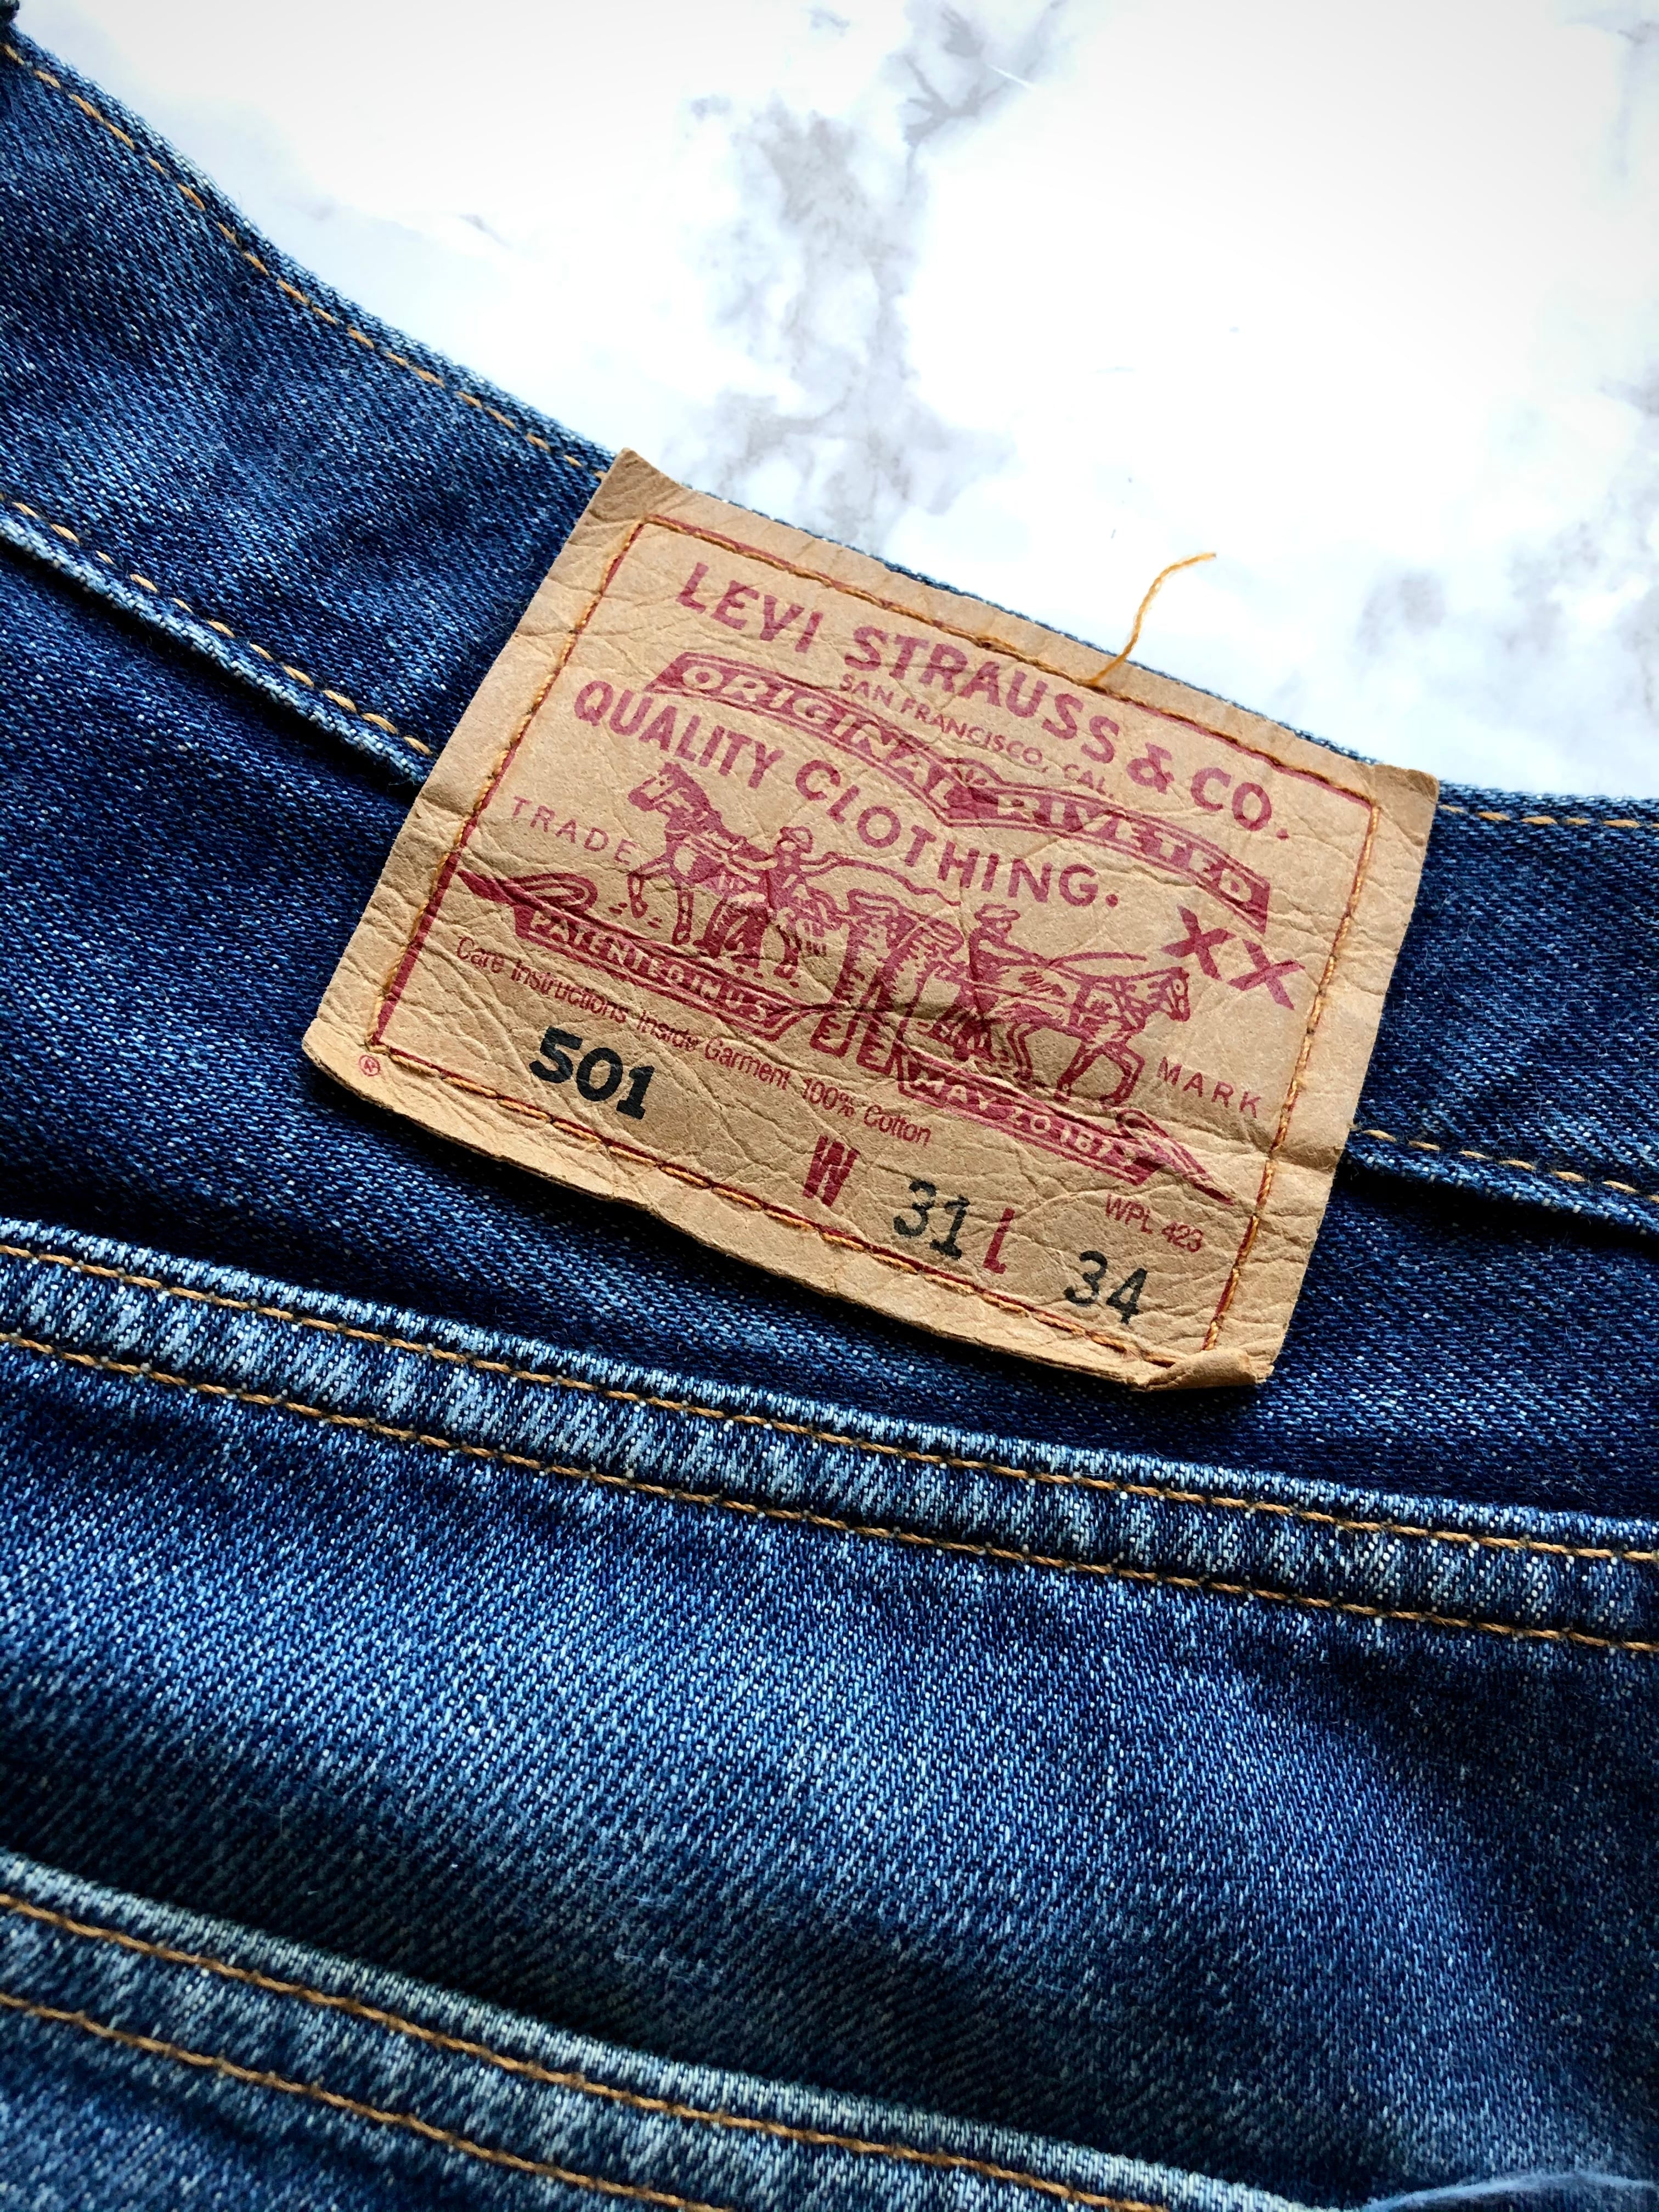 LEVI STRAUSS & CO.
SAN FRANCISCO, CAL.
ORIGINAL RIVETED
QUALITY CLOTHING.
XX
TRADE MARK
PATENTED IN U.S. MAY 20 1873
Care Instructions Inside Garment 100% Cotton
WPL 423
501
W 31 L 34
®